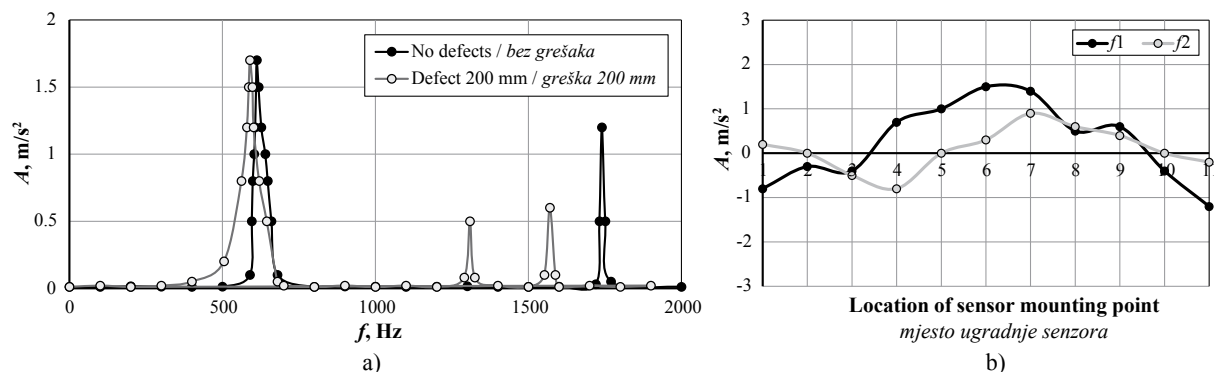 2
1.5
1
0.5
0
A, m/s²
No defects / bez grešaka
Defect 200 mm / greška 200 mm
0 500 1000 1500 2000
f, Hz
a)
3
2
1
0
-1
-2
-3
A, m/s²
f1 f2
1 2 3 4 5 6 7 8 9 10 11
Location of sensor mounting point
mjesto ugradnje senzora
b)